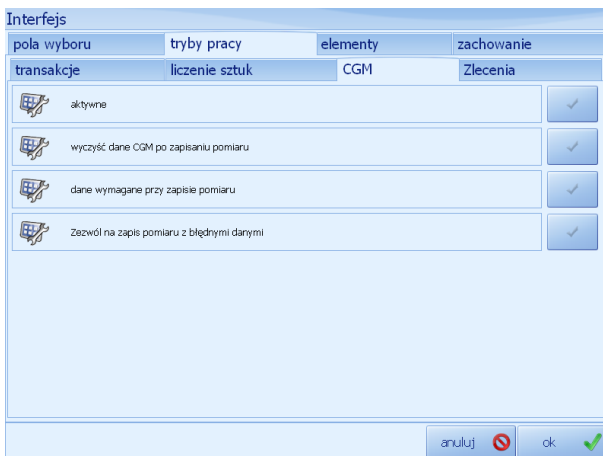 Interfejs
pola wyboru tryby pracy elementy zachowanie
transakcje liczenie sztuk CGM Zlecenia
aktywne
wyczyść dane CGM po zapisaniu pomiaru
dane wymagane przy zapisie pomiaru
Zezwól na zapis pomiaru z błędnymi danymi
anuluj ok